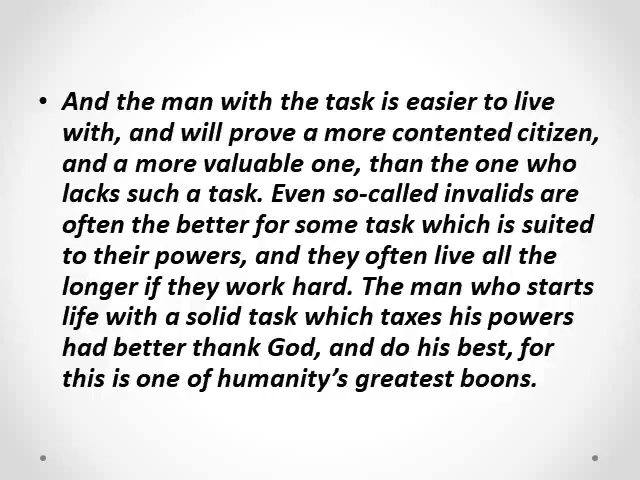 • And the man with the task is easier to live
with, and will prove a more contented citizen,
and a more valuable one, than the one who
lacks such a task. Even so-called invalids are
often the better for some task which is suited
to their powers, and they often live all the
longer if they work hard. The man who starts
life with a solid task which taxes his powers
had better thank God, and do his best, for
this is one of humanity’s greatest boons.